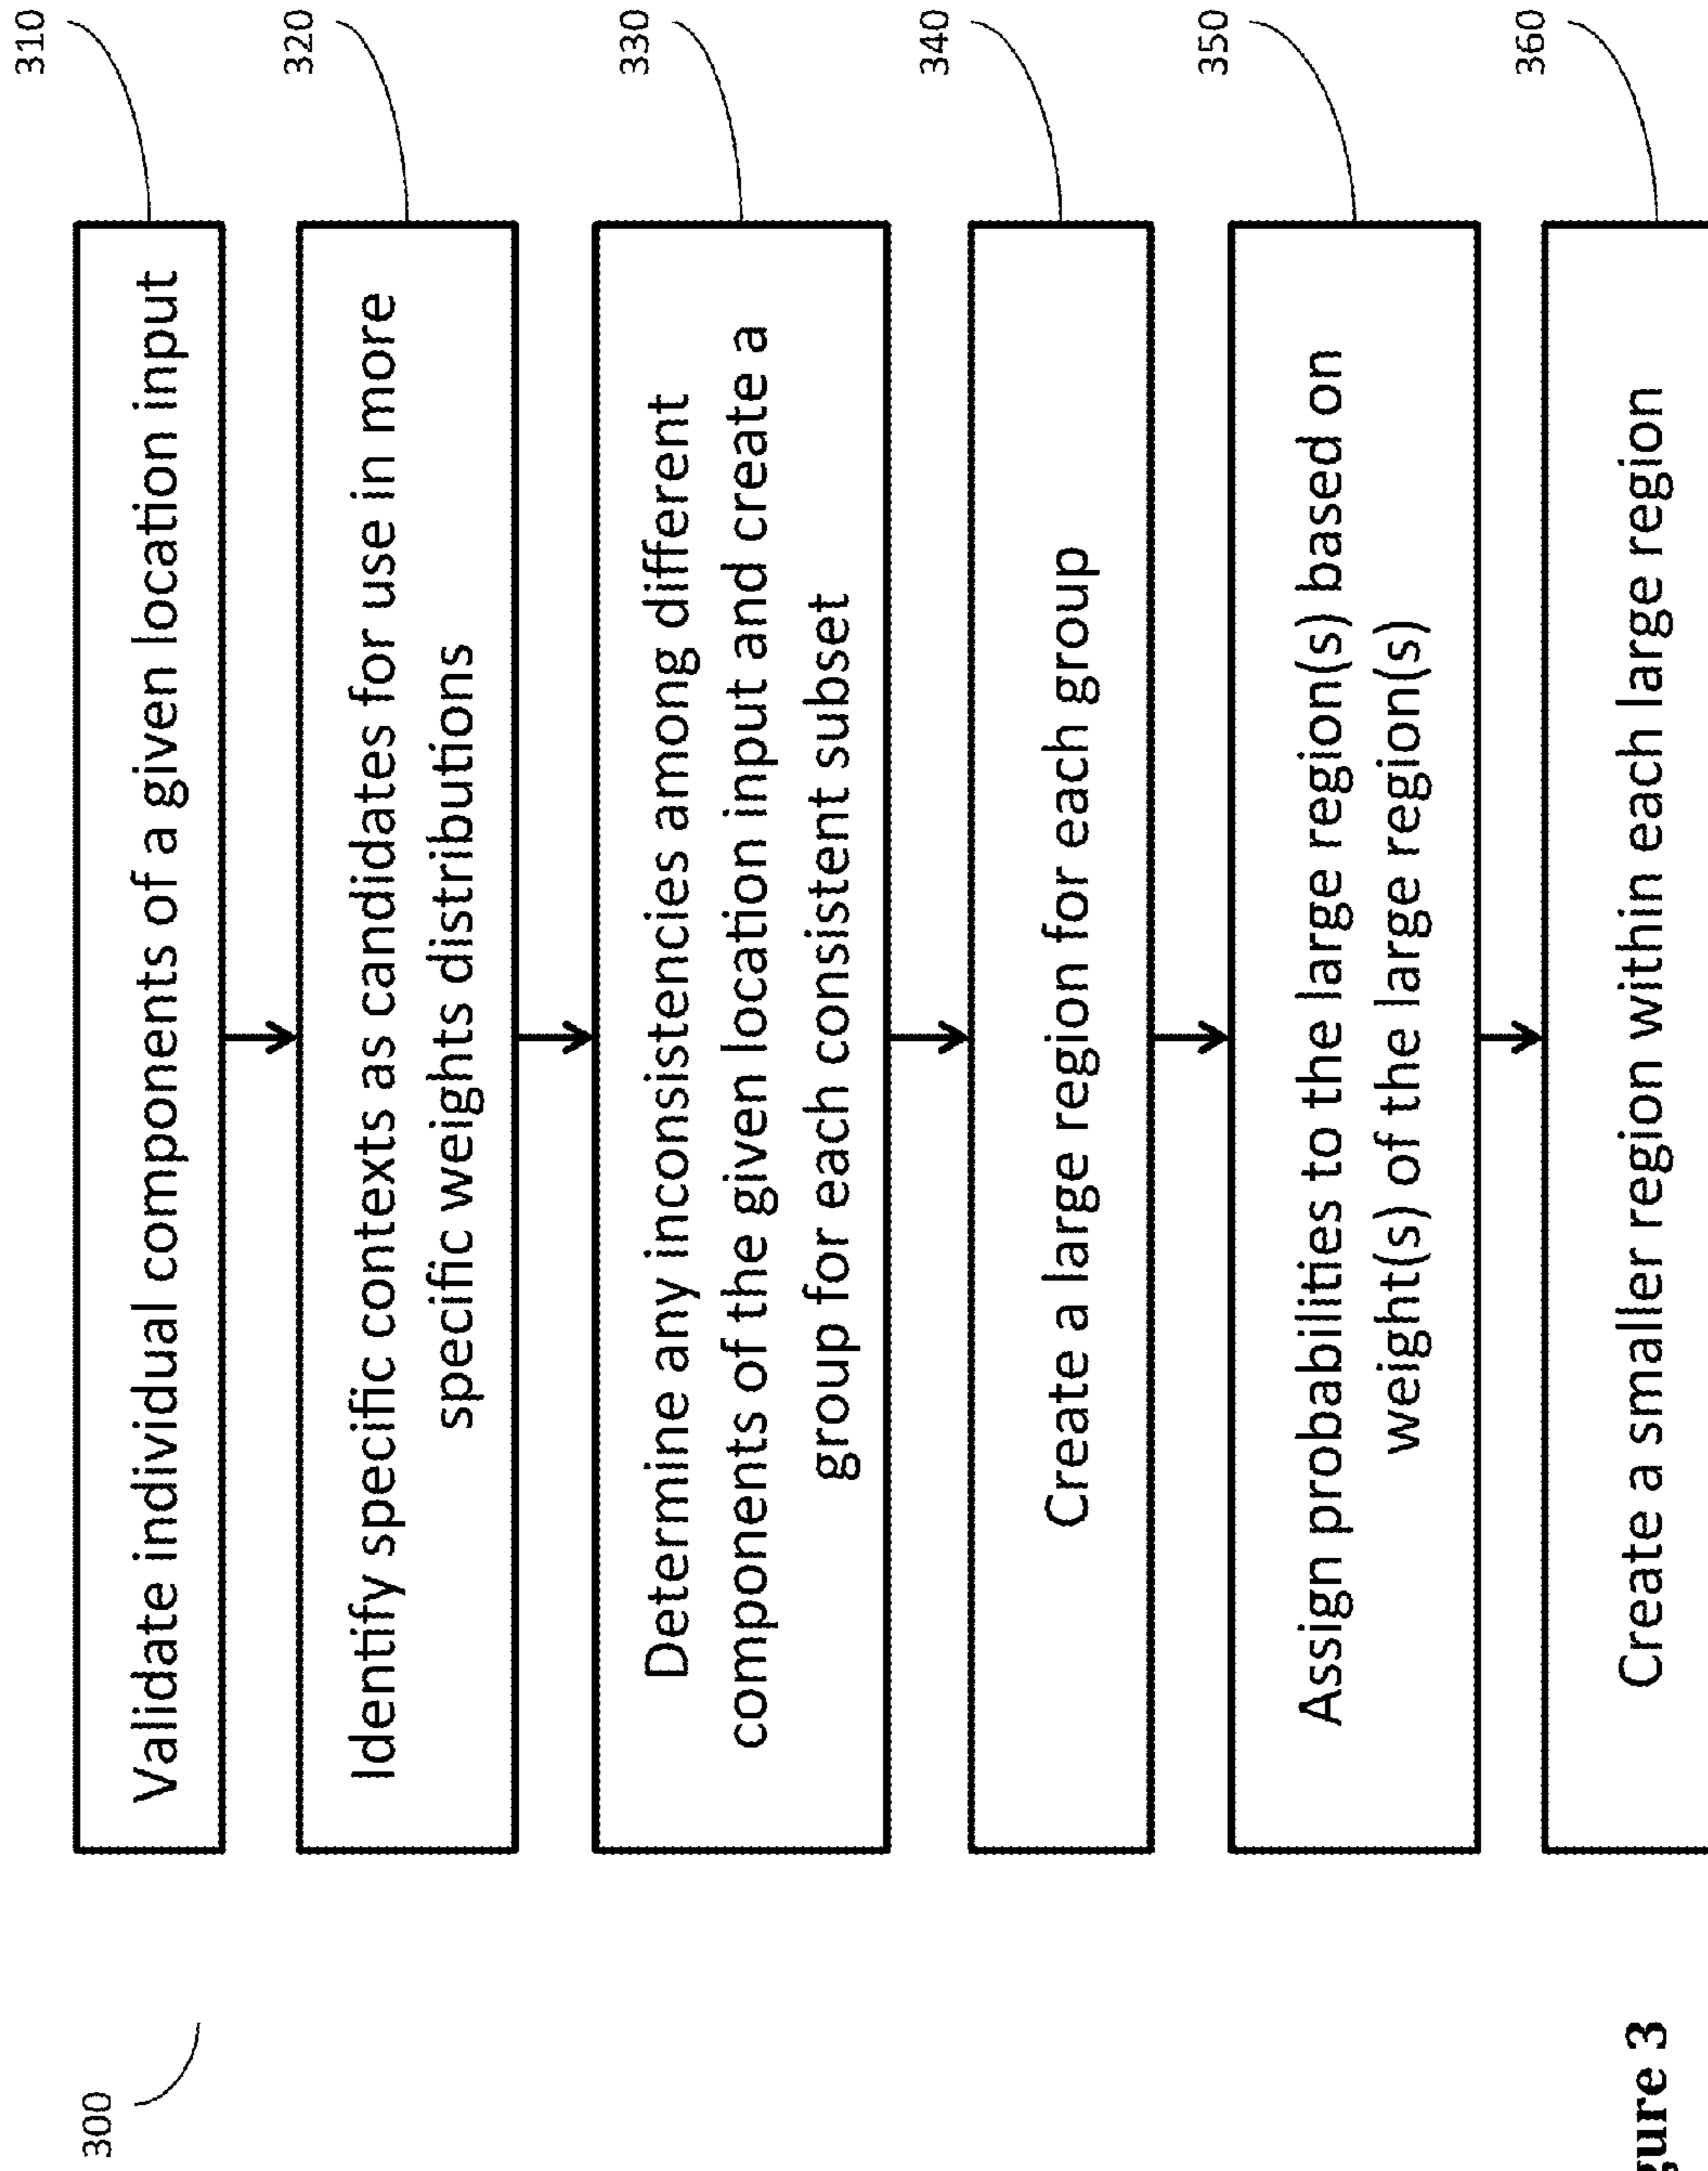 300
310
Validate individual components of a given location input
320
Identify specific contexts as candidates for use in more
specific weights distributions
330
Determine any inconsistencies among different
components of the given location input and create a
group for each consistent subset
340
Create a large region for each group
350
Assign probabilities to the large region(s) based on
weight(s) of the large region(s)
360
Create a smaller region within each large region
gure 3